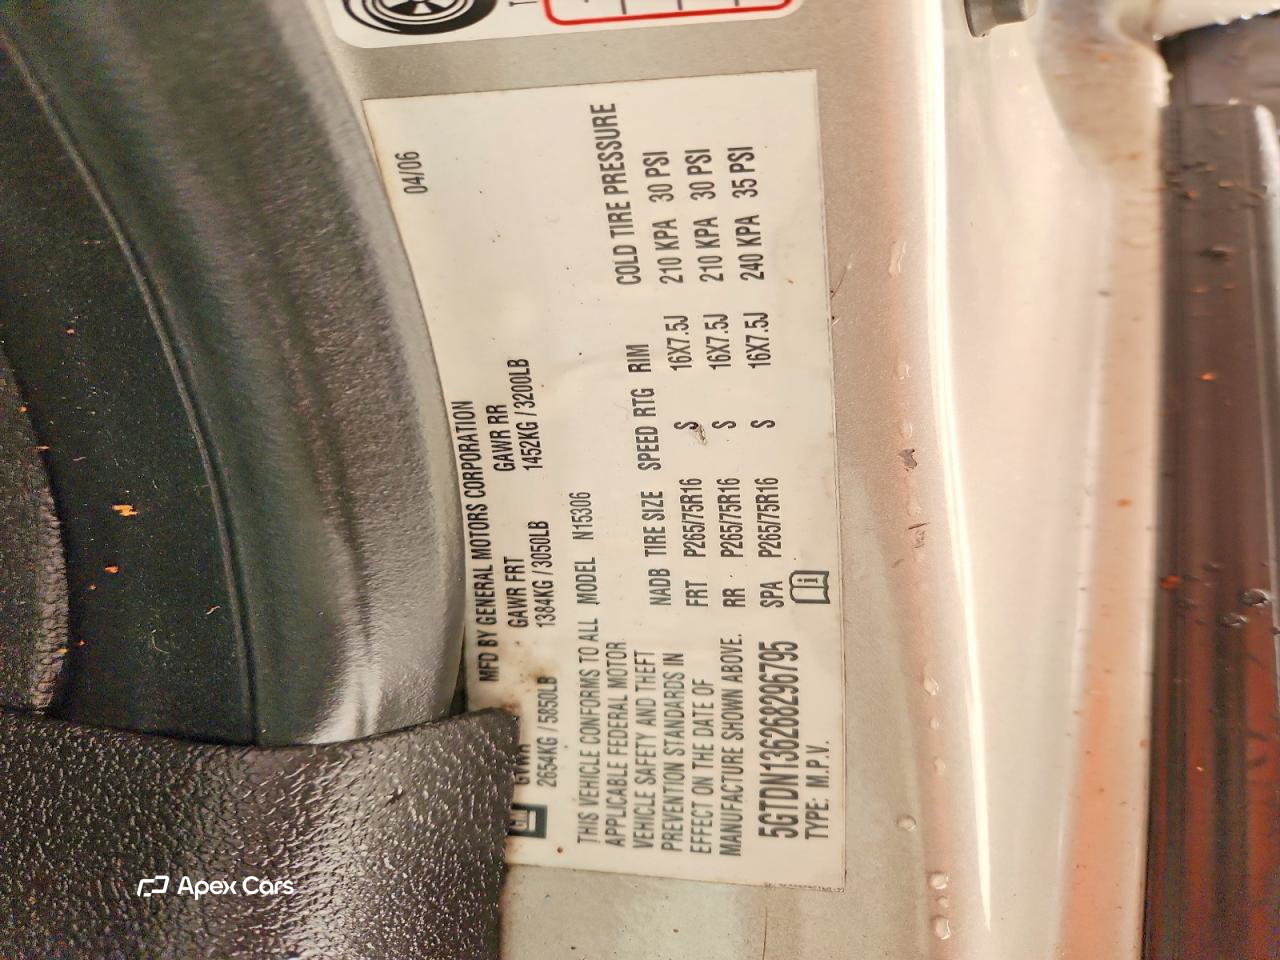 04/06
MFD BY GENERAL MOTORS CORPORATION
GVWR GAWR FRT GAWR RR
2654KG / 5850LB 1384KG / 3050LB 1452KG / 3200LB
THIS VEHICLE CONFORMS TO ALL
APPLICABLE FEDERAL MOTOR
VEHICLE SAFETY AND THEFT
PREVENTION STANDARDS IN
EFFECT ON THE DATE OF
MANUFACTURE SHOWN ABOVE.
5GTDN136268296795
TYPE: M.P.V.
MODEL N15306
NADB TIRE SIZE SPEED RTG RIM COLD TIRE PRESSURE
FRT P265/75R16 S 16X7.5J 210 KPA 30 PSI
RR P265/75R16 S 16X7.5J 210 KPA 30 PSI
SPA P265/75R16 S 16X7.5J 240 KPA 35 PSI
Apex Cars